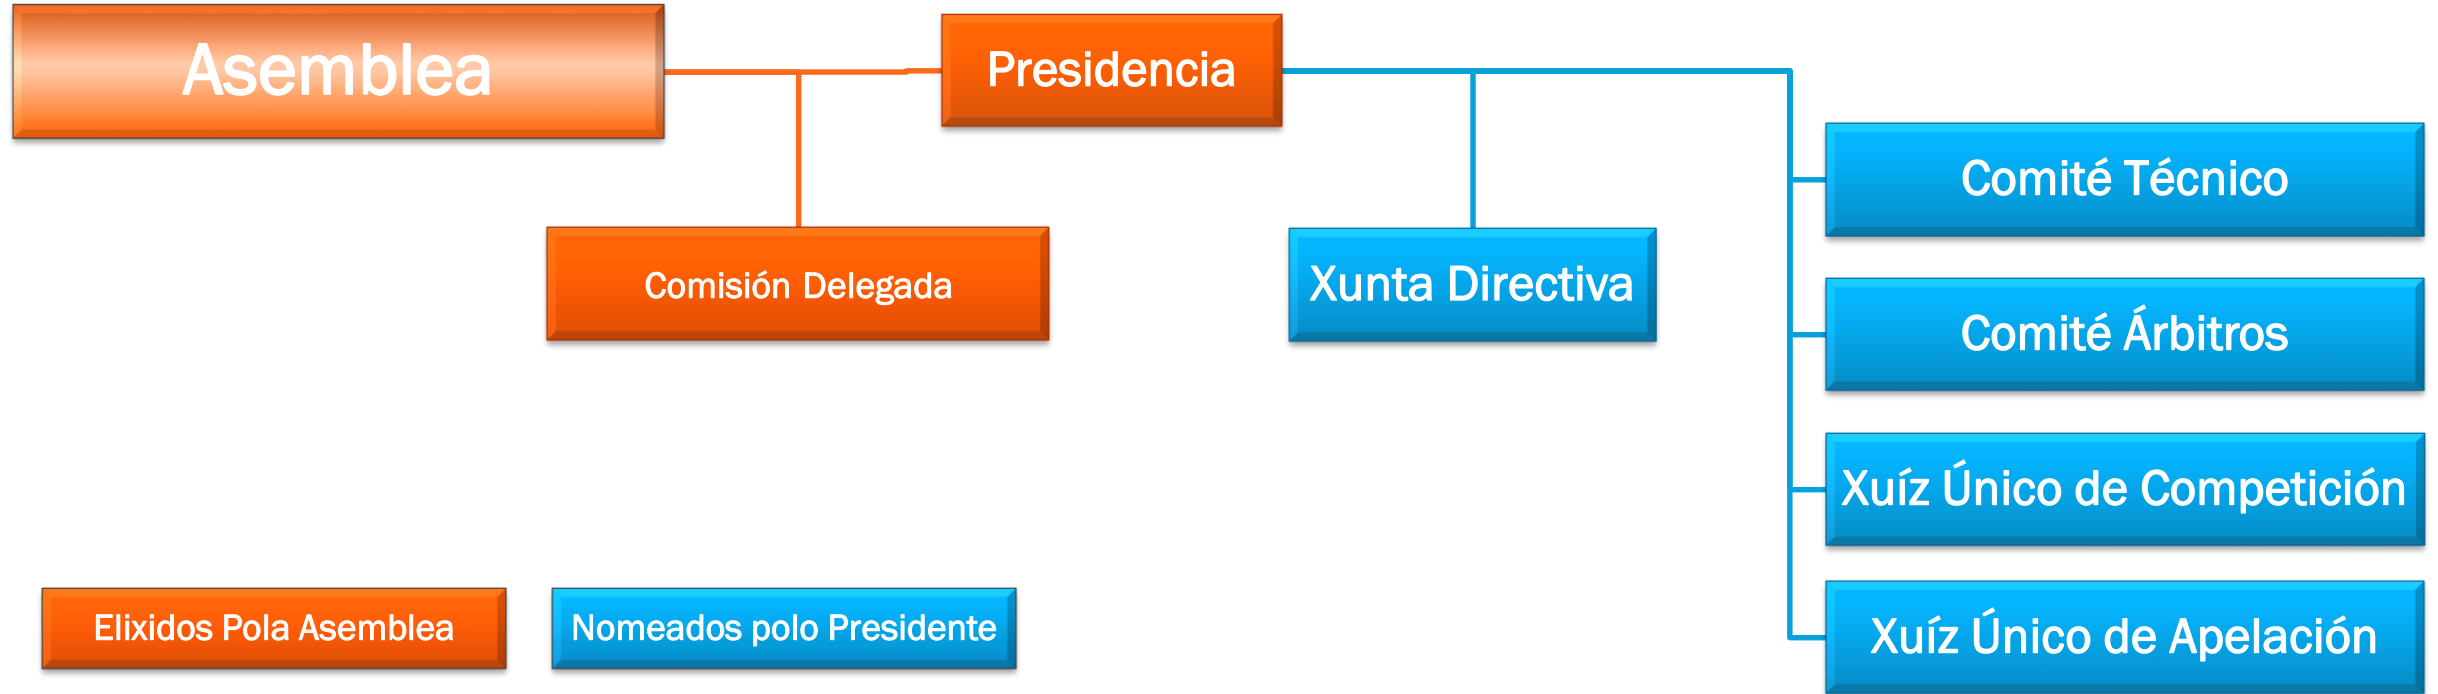 Asemblea
Presidencia
Comité Técnico
Comisión Delegada
Xunta Directiva
Comité Árbitros
Xuíz Único de Competición
Elixidos Pola Asemblea
Nomeados polo Presidente
Xuíz Único de Apelación